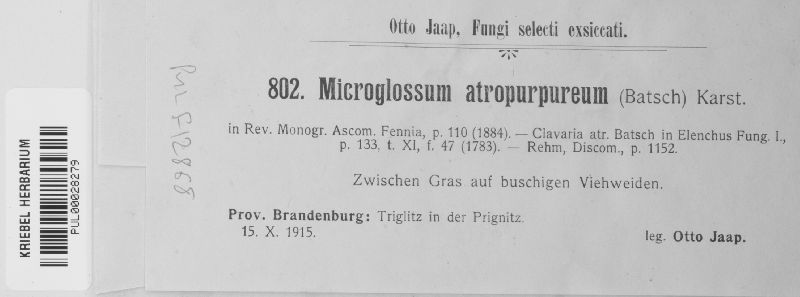 Otto Jaap, Fungi selecti exsiccati.
802. Microglossum atropurpureum (Batsch) Karst.
in Rev. Monogr. Ascom. Fennia, p. 110 (1884). — Clavaria atr. Batsch in Elenchus Fung. I.,
p. 133, t. XI, f. 47 (1783). — Rehm, Discom., p. 1152.
Zwischen Gras auf buschigen Viehweiden.
Prov. Brandenburg: Triglitz in der Prignitz.
15. X. 1915.
leg. Otto Jaap.
PUL F12868
KRIEBEL HERBARIUM
PUL00028279